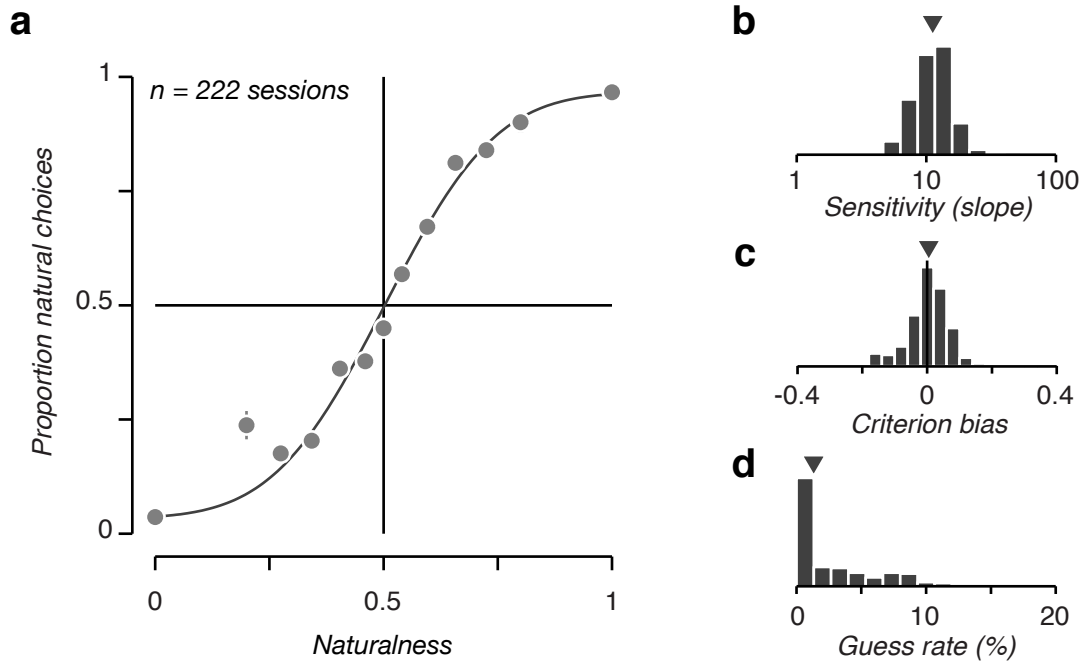 a
1
n = 222 sessions
0.5
0
Proportion natural choices
0
0.5
1
Naturalness
b
1
10
100
Sensitivity (slope)
c
-0.4
0
0.4
Criterion bias
d
0
10
20
Guess rate (%)